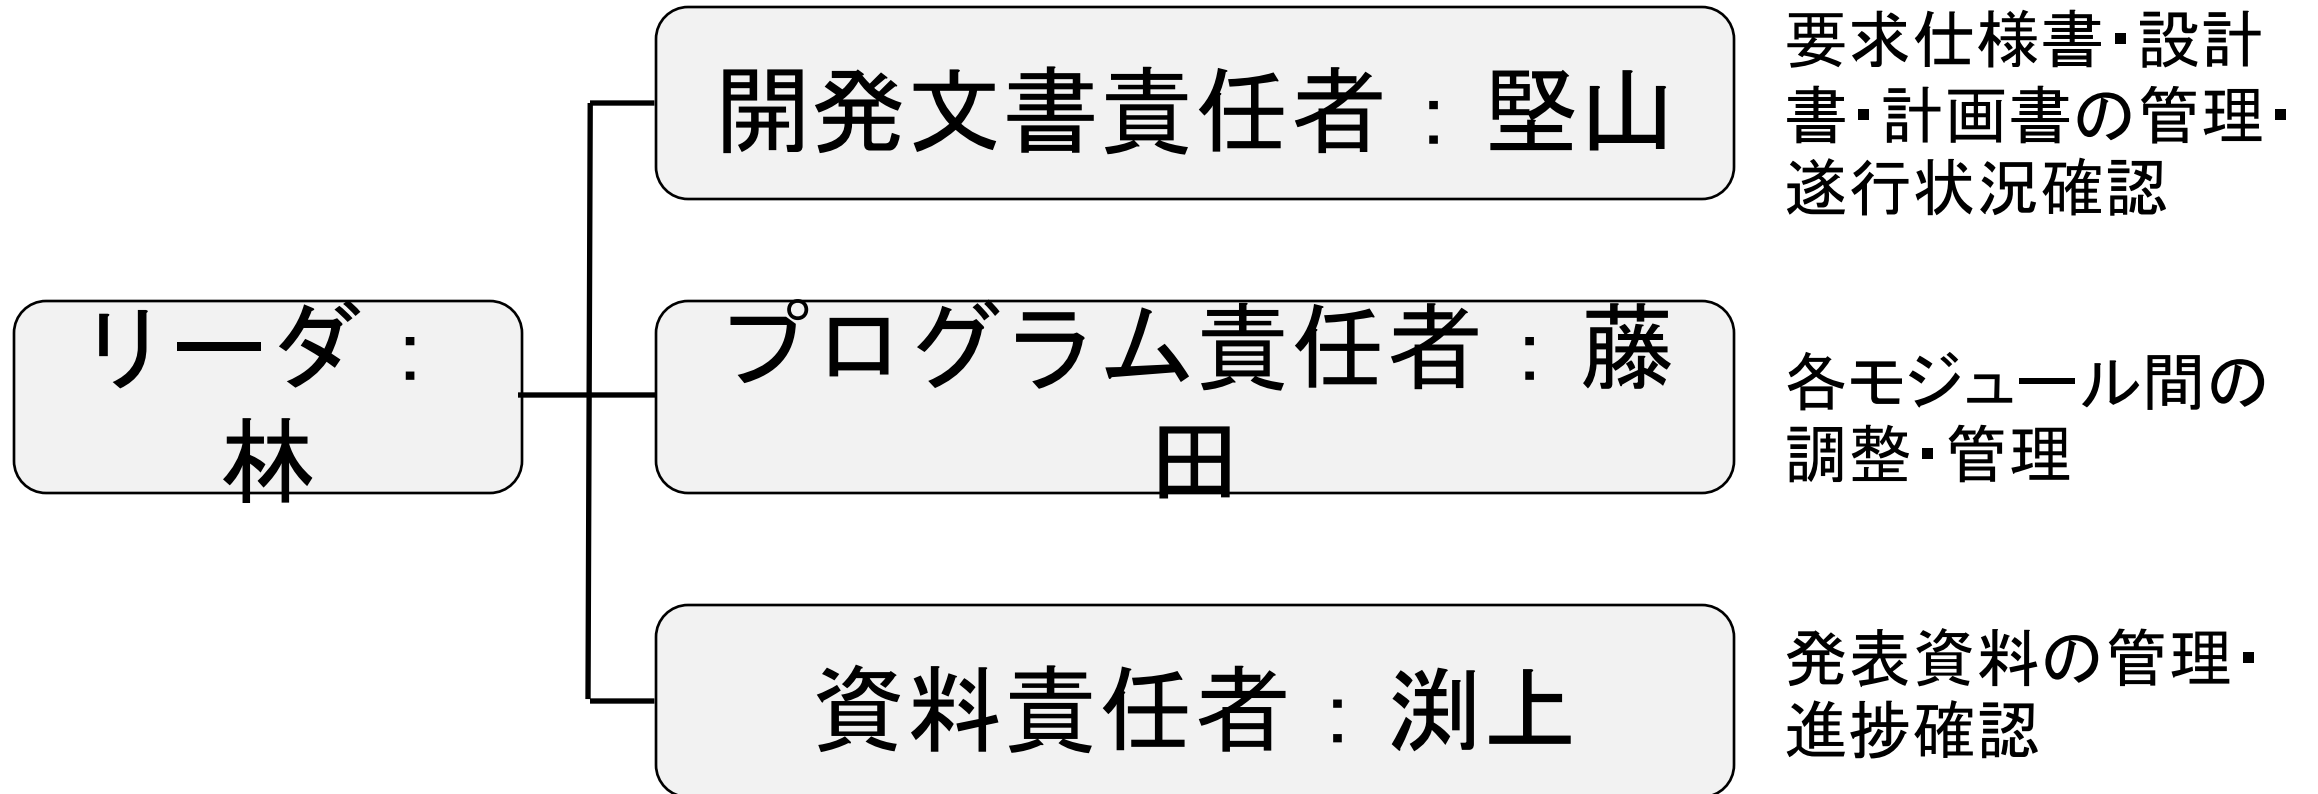 開発文書責任者：竪山
要求仕様書・設計
書・計画書の管理・
遂行状況確認
リーダ：
林
プログラム責任者：藤
田
各モジュール間の
調整・管理
資料責任者：渕上
発表資料の管理・
進捗確認